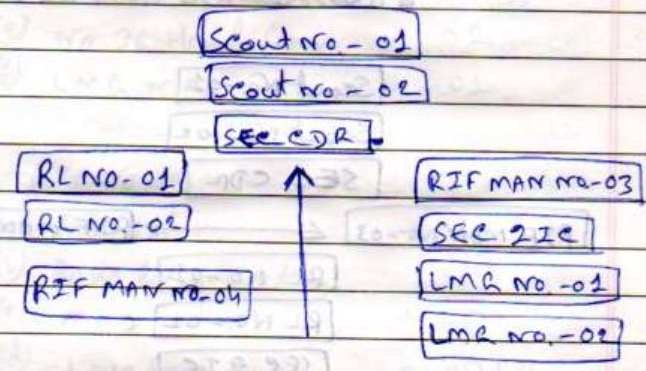 Scout No. - 01
Scout No - 02
SEC CDR
RL NO- 01
RL NO. - 02
RIF MAN NO-04
RIF MAN NO-03
SEC 2IC
LMG NO. -01
LMG NO. - 02